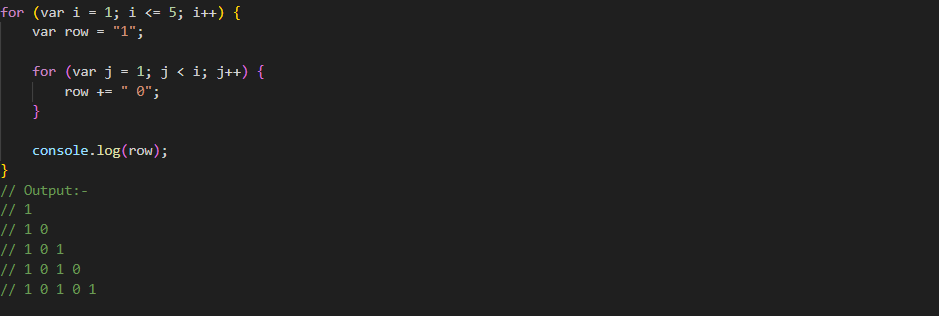 for (var i = 1; i <= 5; i++) {
    var row = "1";

    for (var j = 1; j < i; j++) {
        row += " 0";
    }

    console.log(row);
}
// Output:-
// 1
// 1 0
// 1 0 1
// 1 0 1 0
// 1 0 1 0 1